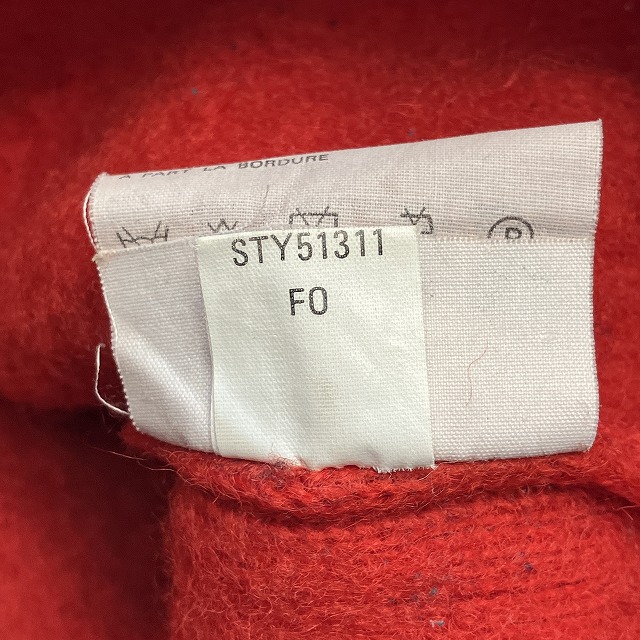 A PART LA BORDURE
P
STY51311
FO